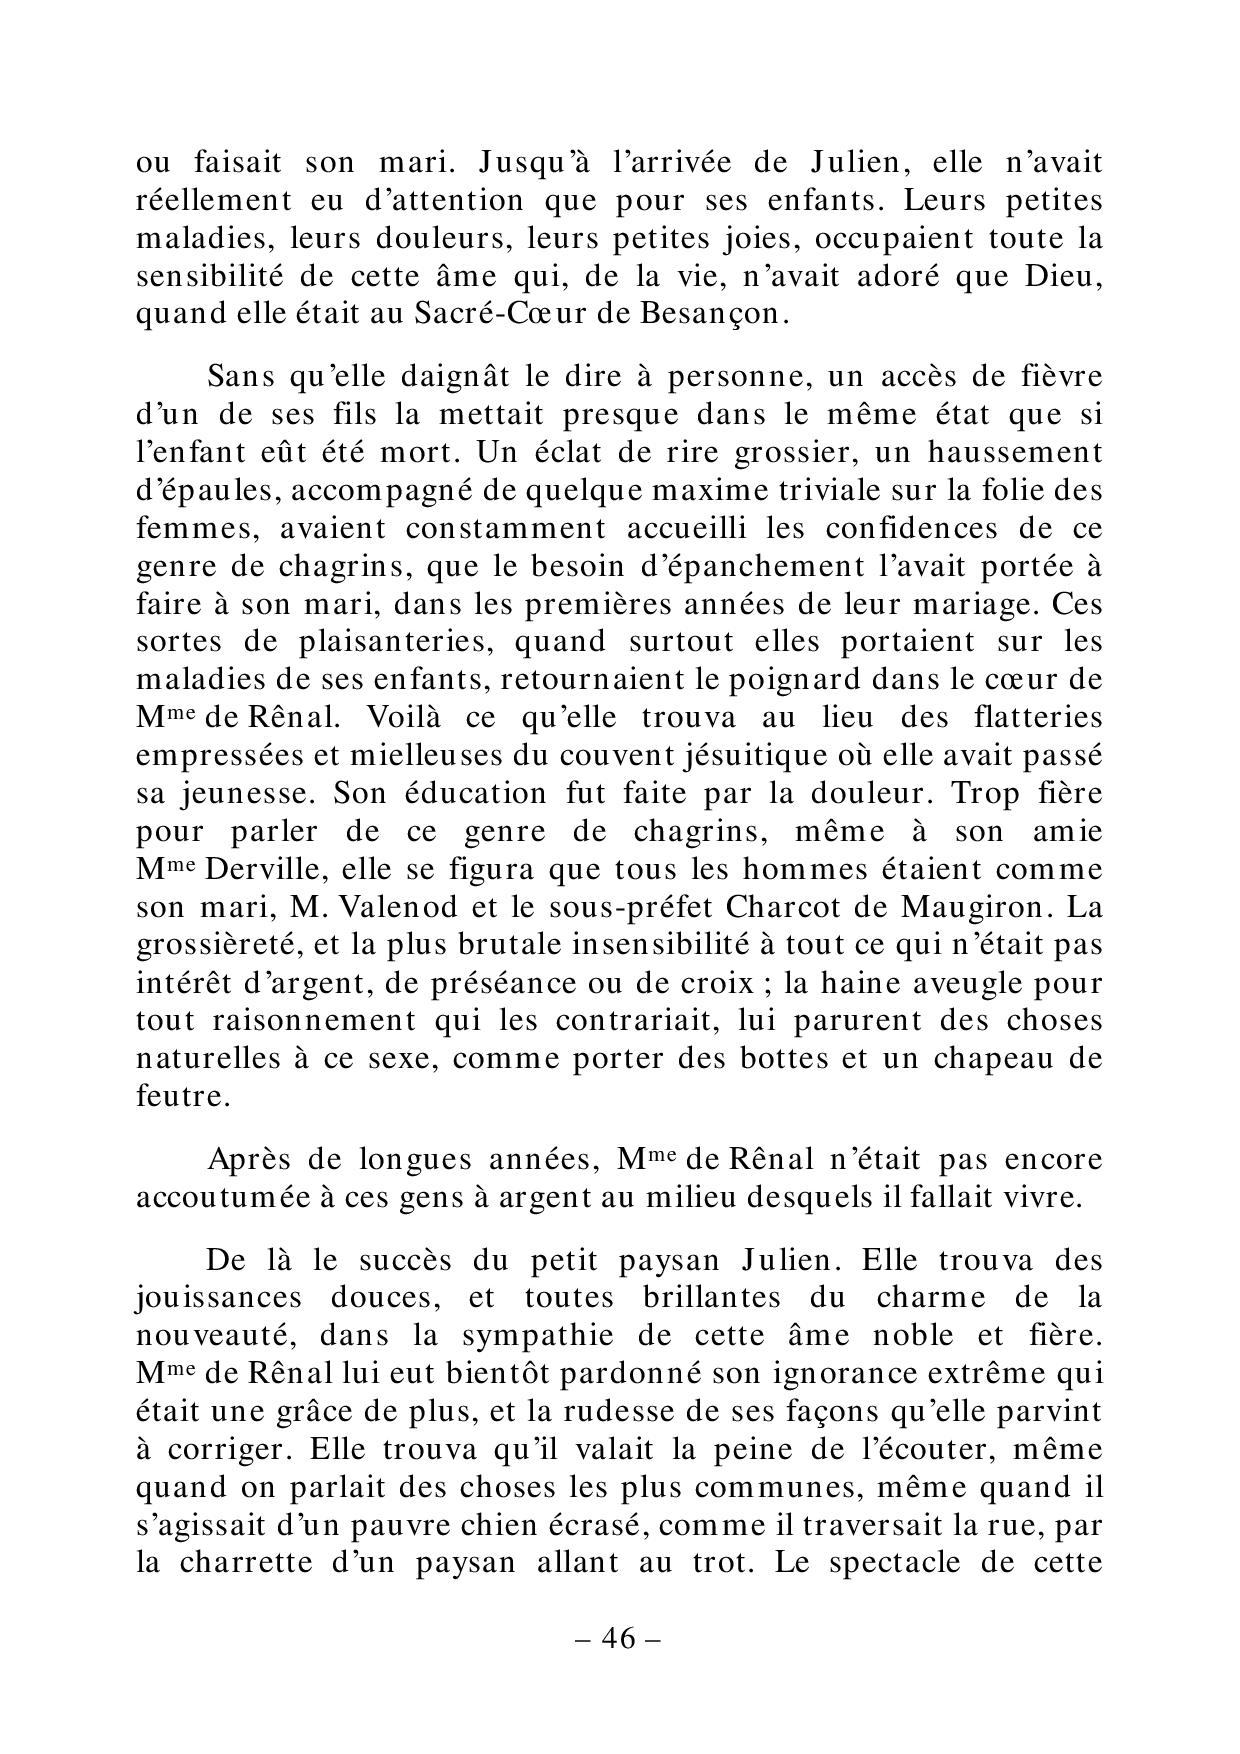 ou faisait son mari. Jusqu’à l’arrivée de Julien, elle n’avait
réellement eu d’attention que pour ses enfants. Leurs petites
maladies, leurs douleurs, leurs petites joies, occupaient toute la
sensibilité de cette âme qui, de la vie, n’avait adoré que Dieu,
quand elle était au Sacré-Cœur de Besançon.
Sans qu’elle daignât le dire à personne, un accès de fièvre
d’un de ses fils la mettait presque dans le même état que si
l’enfant eût été mort. Un éclat de rire grossier, un haussement
d’épaules, accompagné de quelque maxime triviale sur la folie des
femmes, avaient constamment accueilli les confidences de ce
genre de chagrins, que le besoin d’épanchement l’avait portée à
faire à son mari, dans les premières années de leur mariage. Ces
sortes de plaisanteries, quand surtout elles portaient sur les
maladies de ses enfants, retournaient le poignard dans le cœur de
Mme de Rênal. Voilà ce qu’elle trouva au lieu des flatteries
empressées et mielleuses du couvent jésuitique où elle avait passé
sa jeunesse. Son éducation fut faite par la douleur. Trop fière
pour parler de ce genre de chagrins, même à son amie
Mme Derville, elle se figura que tous les hommes étaient comme
son mari, M. Valenod et le sous-préfet Charcot de Maugiron. La
grossièreté, et la plus brutale insensibilité à tout ce qui n’était pas
intérêt d’argent, de préséance ou de croix ; la haine aveugle pour
tout raisonnement qui les contrariait, lui parurent des choses
naturelles à ce sexe, comme porter des bottes et un chapeau de
feutre.
Après de longues années, Mme de Rênal n’était pas encore
accoutumée à ces gens à argent au milieu desquels il fallait vivre.
De là le succès du petit paysan Julien. Elle trouva des
jouissances douces, et toutes brillantes du charme de la
nouveauté, dans la sympathie de cette âme noble et fière.
Mme de Rênal lui eut bientôt pardonné son ignorance extrême qui
était une grâce de plus, et la rudesse de ses façons qu’elle parvint
à corriger. Elle trouva qu’il valait la peine de l’écouter, même
quand on parlait des choses les plus communes, même quand il
s’agissait d’un pauvre chien écrasé, comme il traversait la rue, par
la charrette d’un paysan allant au trot. Le spectacle de cette
– 46 –